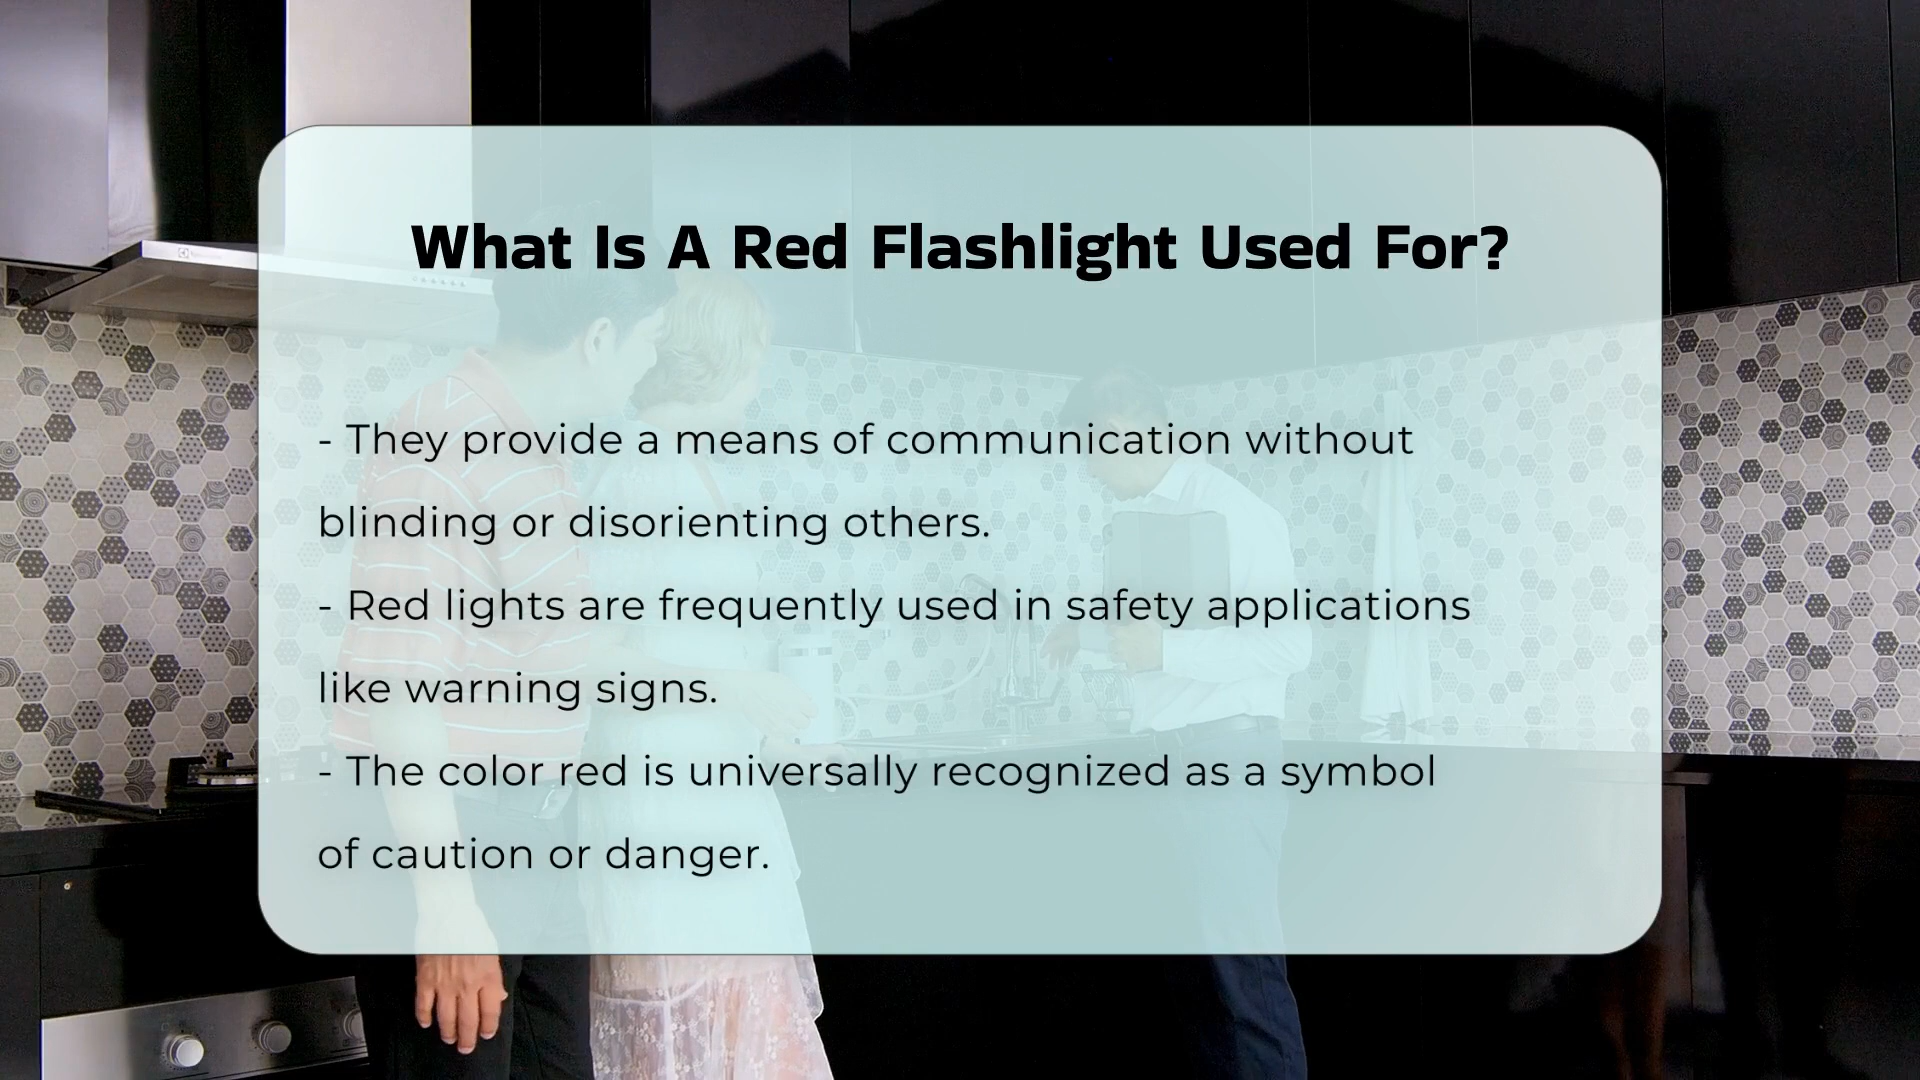 What Is A Red Flashlight Used For?
- They provide a means of communication without
blinding or disorienting others.
- Red lights are frequently used in safety applications
like warning signs.
- The color red is universally recognized as a symbol
of caution or danger.